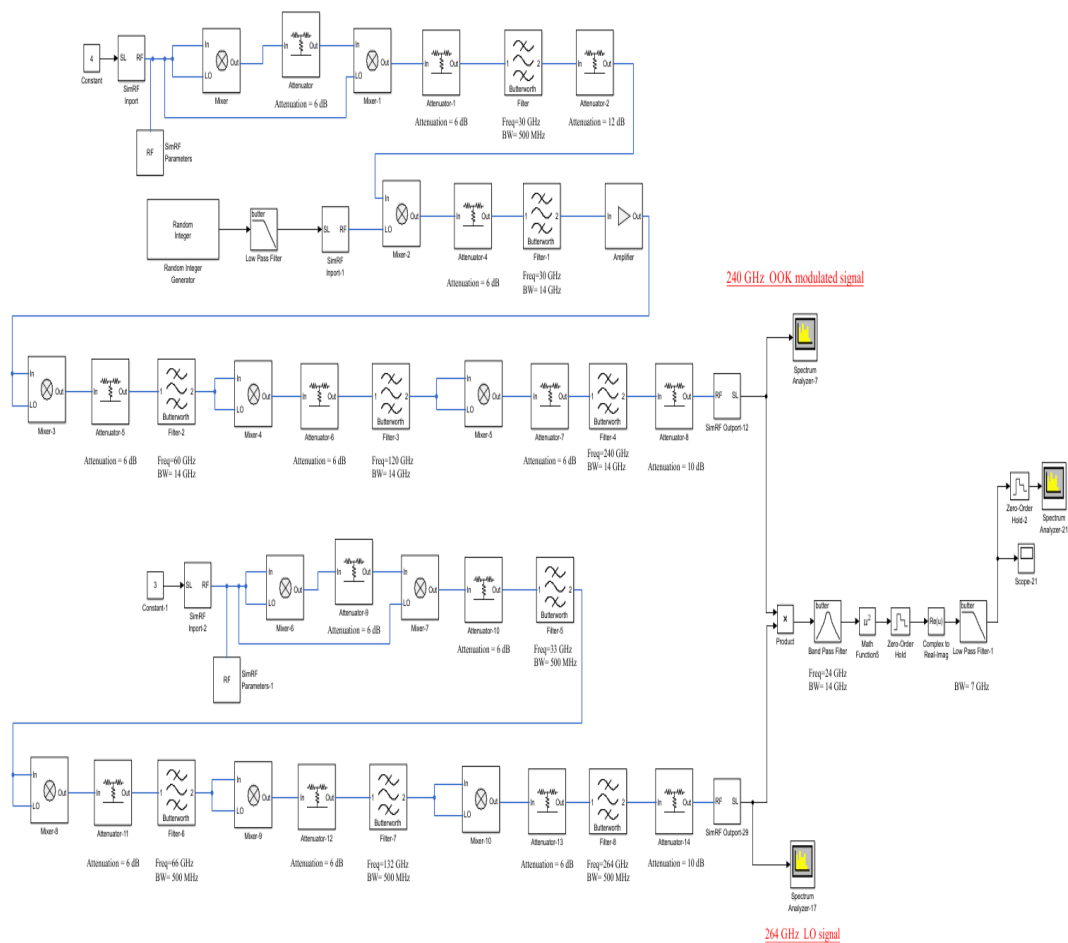 4
Constant
SL RF
SimRF
Inport
RF
SimRF
Parameters
In
LO
Out
Mixer
In Out
Attenuator
Attenuation = 6 dB
In
LO
Out
Mixer-1
In Out
Attenuator-1
Attenuation = 6 dB
1 2
Butterworth
Filter
Freq=30 GHz
BW= 500 MHz
In Out
Attenuator-2
Attenuation = 12 dB
Random
Integer
Random Integer
Generator
butter
Low Pass Filter
SL RF
SimRF
Inport-1
In
LO
Out
Mixer-2
In Out
Attenuator-4
Attenuation = 6 dB
1 2
Butterworth
Filter-1
Freq=30 GHz
BW= 14 GHz
In Out
Amplifier
240 GHz OOK modulated signal
Spectrum
Analyzer-7
In
LO
Out
Mixer-3
In Out
Attenuator-5
Attenuation = 6 dB
1 2
Butterworth
Filter-2
Freq=60 GHz
BW= 14 GHz
In
LO
Out
Mixer-4
In Out
Attenuator-6
Attenuation = 6 dB
1 2
Butterworth
Filter-3
Freq=120 GHz
BW= 14 GHz
In
LO
Out
Mixer-5
In Out
Attenuator-7
Attenuation = 6 dB
1 2
Butterworth
Filter-4
Freq=240 GHz
BW= 14 GHz
In Out
Attenuator-8
Attenuation = 10 dB
RF SL
SimRF Outport-12
3
Constant-1
SL RF
SimRF
Inport-2
RF
SimRF
Parameters-1
In
LO
Out
Mixer-6
In Out
Attenuator-9
Attenuation = 6 dB
In
LO
Out
Mixer-7
In Out
Attenuator-10
Attenuation = 6 dB
1 2
Butterworth
Filter-5
Freq=33 GHz
BW= 500 MHz
x
Product
butter
Band Pass Filter
Freq=24 GHz
BW= 14 GHz
u2
Math
Function5
Zero-Order
Hold
Re(u)
Complex to
Real-Imag
butter
Low Pass Filter-1
BW= 7 GHz
Zero-Order
Hold-2
Spectrum
Analyzer-21
Scope-21
In
LO
Out
Mixer-8
In Out
Attenuator-11
Attenuation = 6 dB
1 2
Butterworth
Filter-6
Freq=66 GHz
BW= 500 MHz
In
LO
Out
Mixer-9
In Out
Attenuator-12
Attenuation = 6 dB
1 2
Butterworth
Filter-7
Freq=132 GHz
BW= 500 MHz
In
LO
Out
Mixer-10
In Out
Attenuator-13
Attenuation = 6 dB
1 2
Butterworth
Filter-8
Freq=264 GHz
BW= 500 MHz
In Out
Attenuator-14
Attenuation = 10 dB
RF SL
SimRF Outport-29
Spectrum
Analyzer-17
264 GHz LO signal